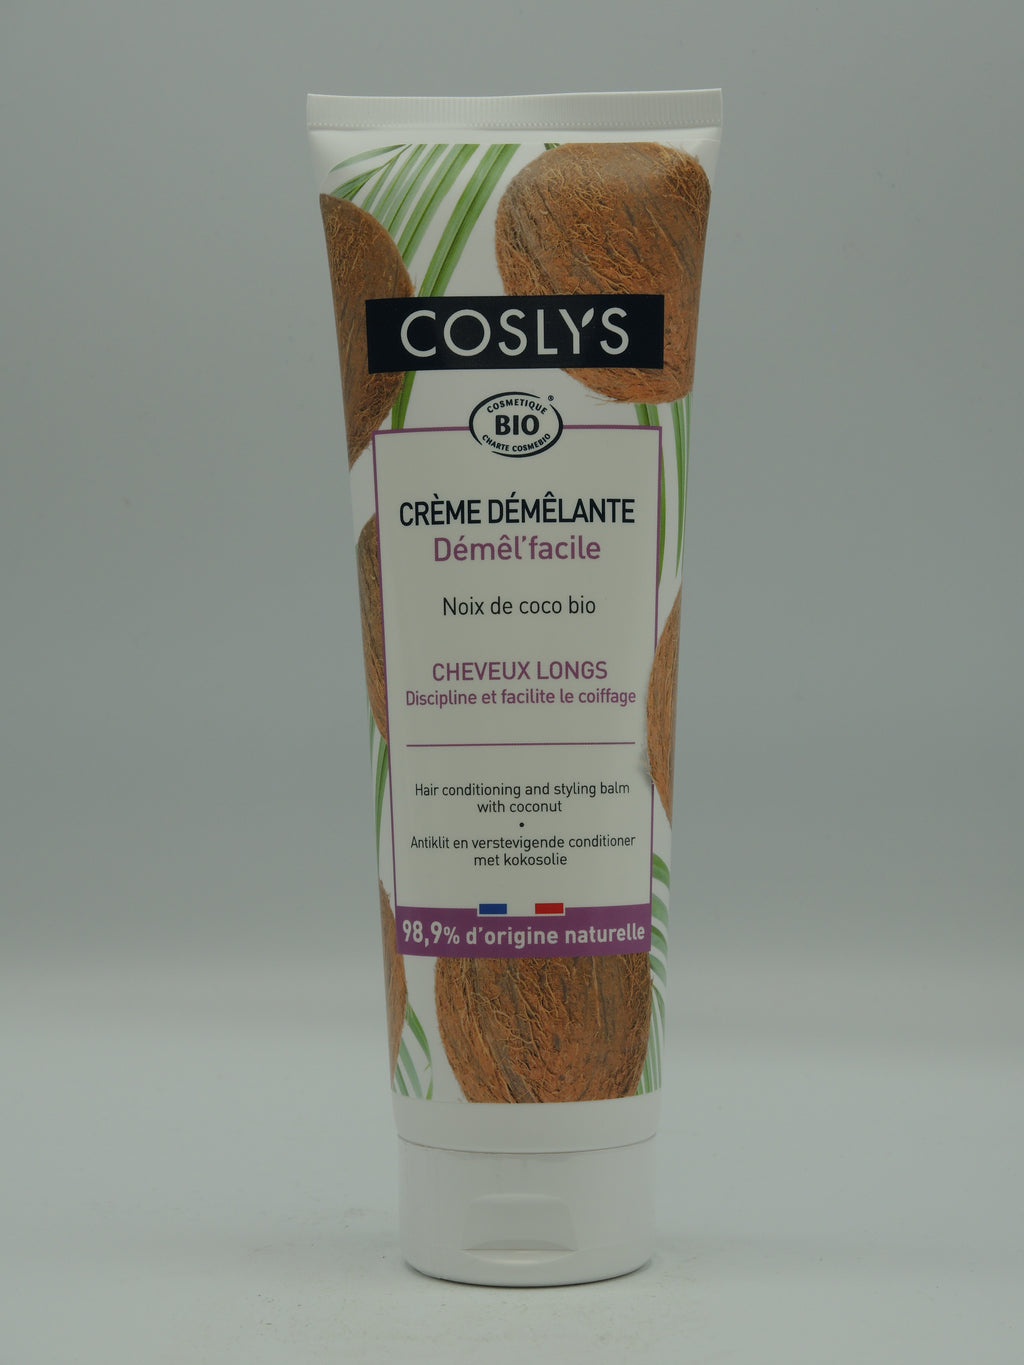 COSLY'S
COSMETIQUE ®
BIO
CHARTE COSMEBIO
CRÈME DÉMÊLANTE
Démêl'facile
Noix de coco bio
CHEVEUX LONGS
Discipline et facilite le coiffage
Hair conditioning and styling balm
with coconut
•
Antiklit en verstevigende conditioner
met kokosolie
98,9% d'origine naturelle